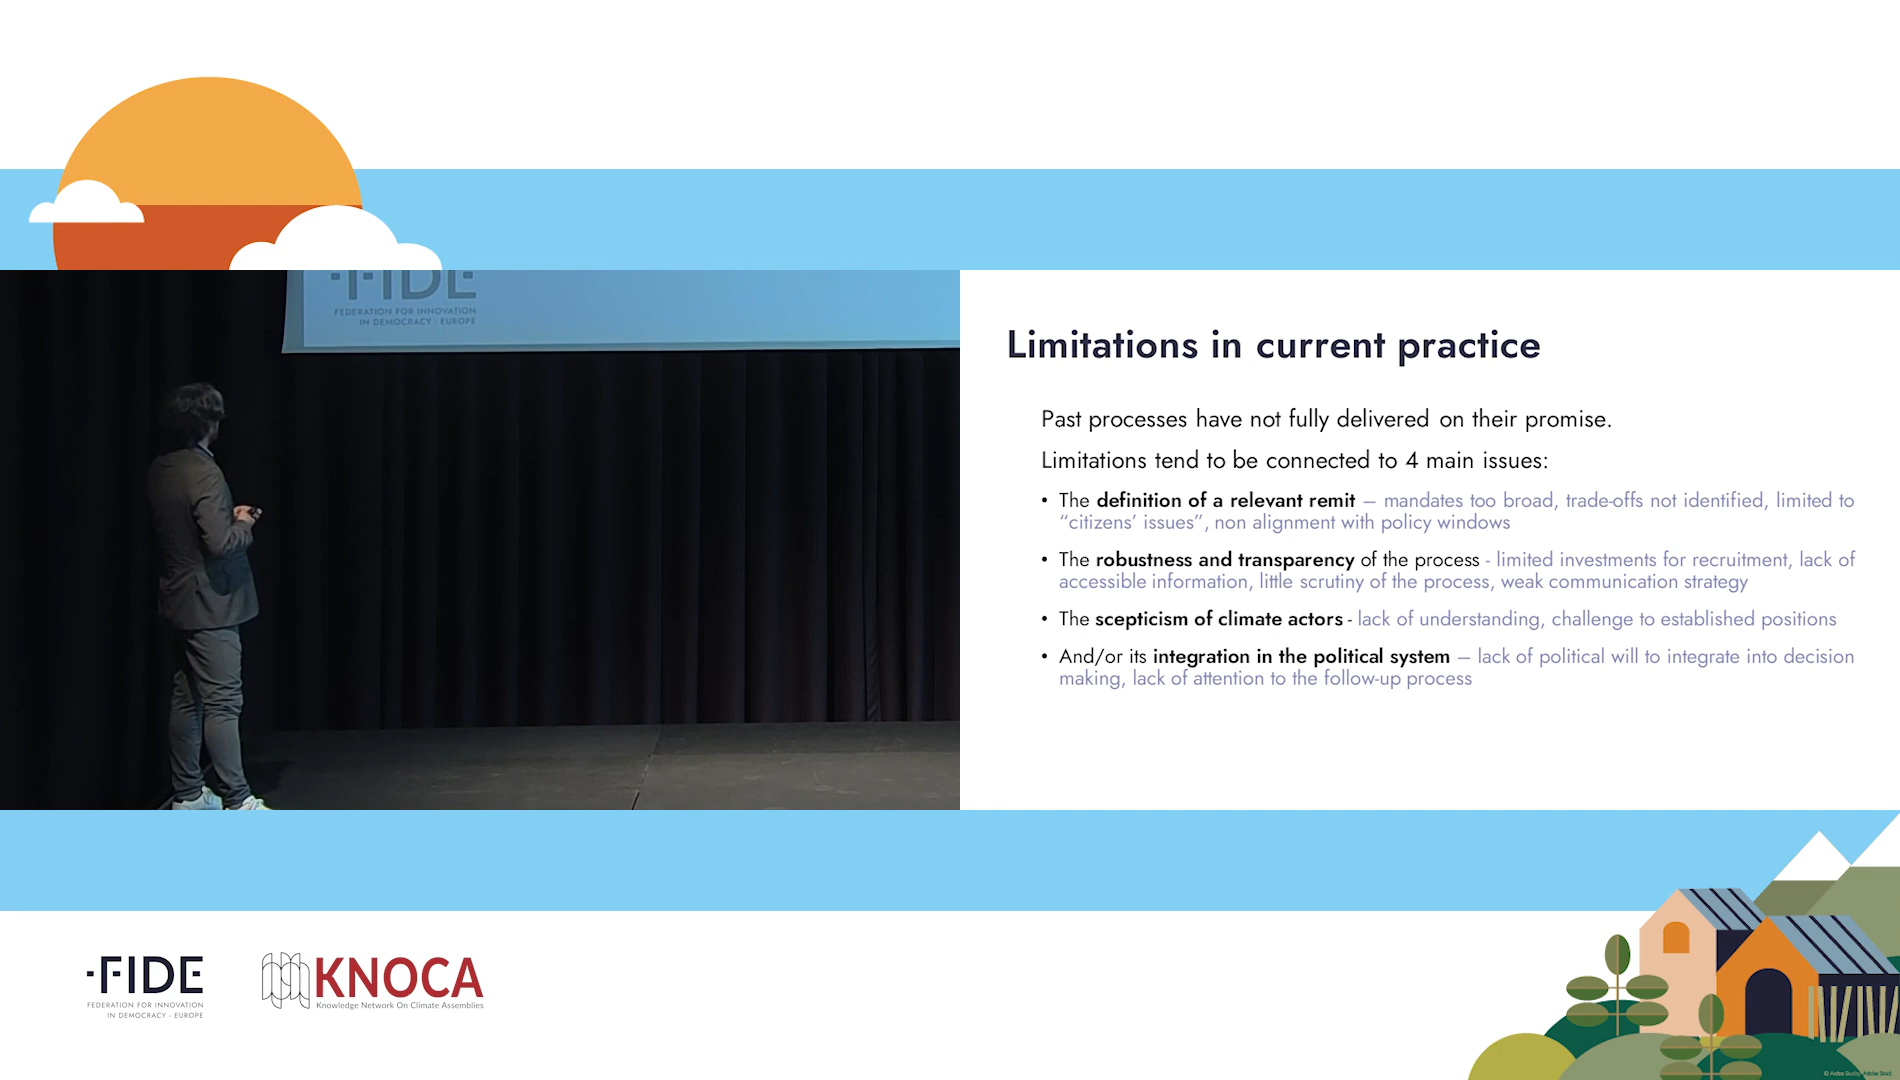 FIDE
FEDERATION FOR INNOVATION
IN DEMOCRACY - EUROPE
Limitations in current practice
Past processes have not fully delivered on their promise.
Limitations tend to be connected to 4 main issues:
• The definition of a relevant remit – mandates too broad, trade-offs not identified, limited to
“citizens’ issues”, non alignment with policy windows
• The robustness and transparency of the process - limited investments for recruitment, lack of
accessible information, little scrutiny of the process, weak communication strategy
• The scepticism of climate actors - lack of understanding, challenge to established positions
• And/or its integration in the political system – lack of political will to integrate into decision
making, lack of attention to the follow-up process
FIDE
FEDERATION FOR INNOVATION
IN DEMOCRACY - EUROPE
KNOCA
Knowledge Network On Climate Assemblies
Adobe Stock